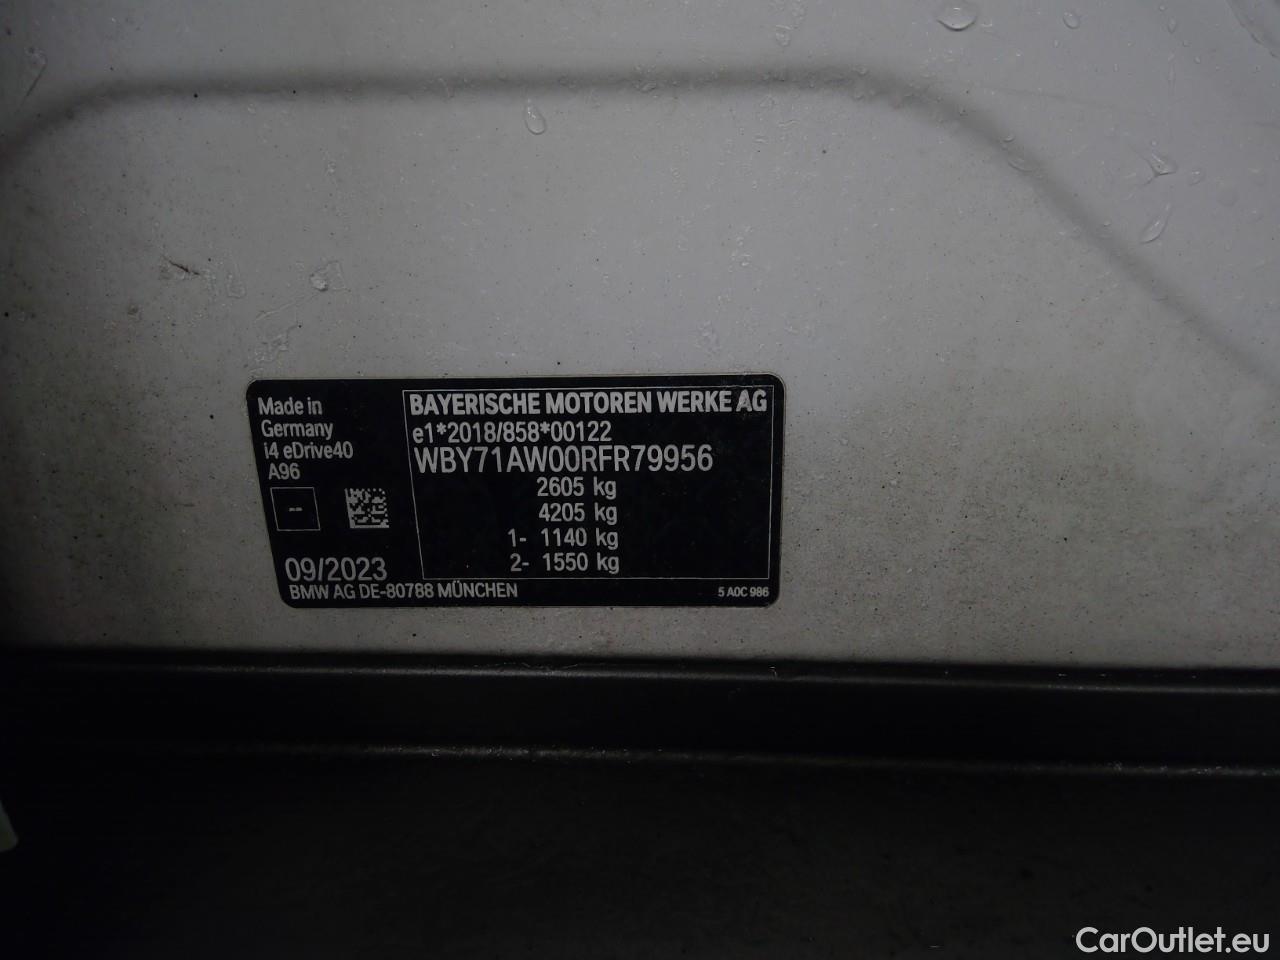 Made in
Germany
i4 eDrive40
A96
--
09/2023
BAYERISCHE MOTOREN WERKE AG
e1*2018/858*00122
WBY71AW00RFR79956
2605 kg
4205 kg
1- 1140 kg
2- 1550 kg
BMW AG DE-80788 MÜNCHEN
5 A0C 986
CarOutlet.eu